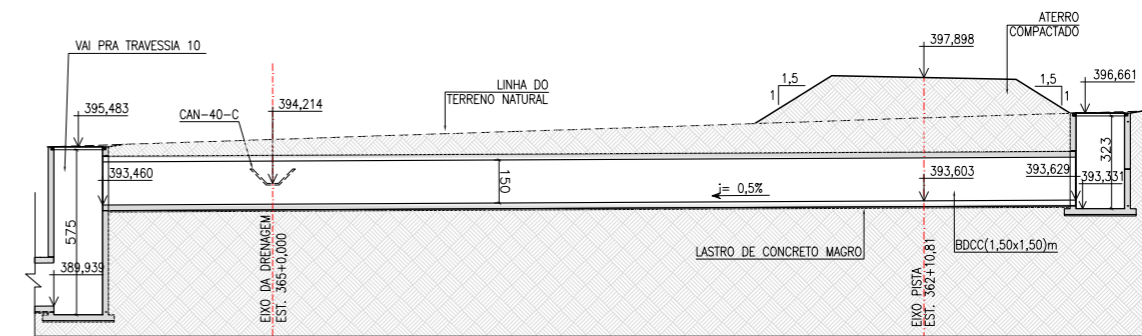 ATERRO
COMPACTADO
VAI PRA TRAVESSIA 10
397,898
1,5
1
1,5
1
396,661
LINHA DO
TERRENO NATURAL
395,483
394,214
CAN-40-C
323
393,460
150
393,603
393,629
393,331
i= 0,5%
575
389,939
LASTRO DE CONCRETO MAGRO
BDCC(1,50x1,50)m
EIXO DA DRENAGEM
EST. 365+0,000
EIXO PISTA
EST. 362+10,81